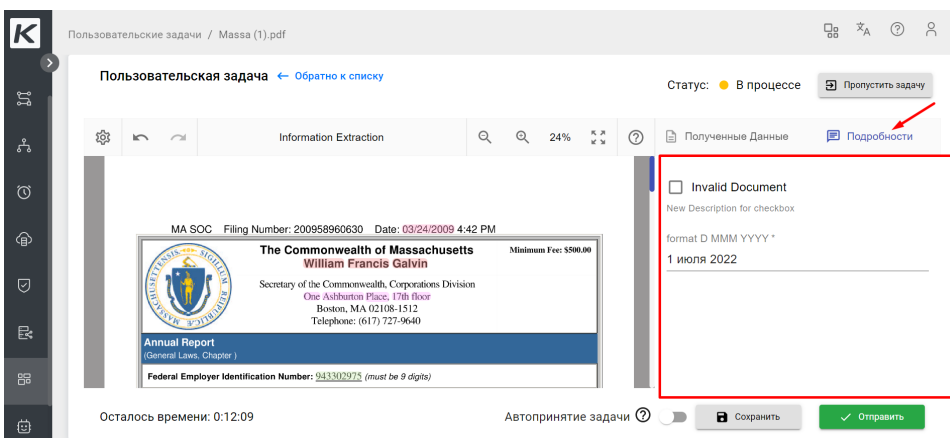 K
Пользовательские задачи / Massa (1).pdf
Пользовательская задача ← Обратно к списку
Статус: В процессе
Пропустить задачу
Information Extraction
24%
Полученные Данные
Подробности
Invalid Document
New Description for checkbox
format D MMM YYYY *
1 июля 2022
MA SOC Filing Number: 200958960630 Date: 03/24/2009 4:42 PM
The Commonwealth of Massachusetts
William Francis Galvin
Minimum Fee: $500.00
Secretary of the Commonwealth, Corporations Division
One Ashburton Place, 17th floor
Boston, MA 02108-1512
Telephone: (617) 727-9640
Annual Report
(General Laws, Chapter )
Federal Employer Identification Number: 943302975 (must be 9 digits)
Осталось времени: 0:12:09
Автопринятие задачи
Сохранить
Отправить